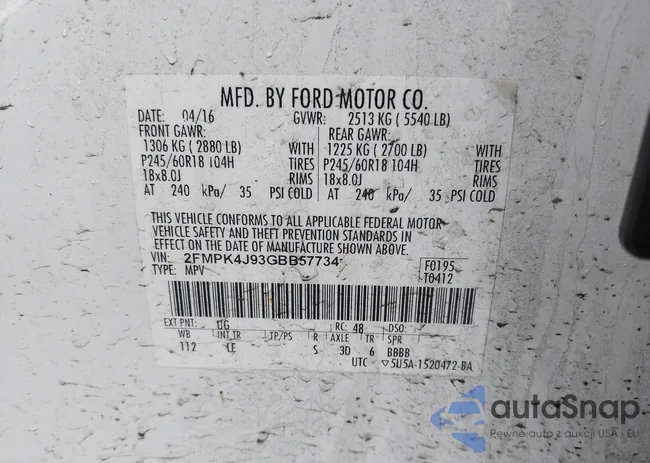 MFD. BY FORD MOTOR CO.
DATE: 04/16 GVWR: 2513 KG ( 5540 LB)
FRONT GAWR: REAR GAWR:
1306 KG ( 2880 LB) WITH 1225 KG ( 2700 LB) WITH
P245/60R18 104H TIRES P245/60R18 104H TIRES
18x8.0J RIMS 18x8.0J RIMS
AT 240 kPa/ 35 PSI COLD AT 240 kPa/ 35 PSI COLD
THIS VEHICLE CONFORMS TO ALL APPLICABLE FEDERAL MOTOR
VEHICLE SAFETY AND THEFT PREVENTION STANDARDS IN
EFFECT ON THE DATE OF MANUFACTURE SHOWN ABOVE.
VIN: 2FMPK4J93GBB57734
TYPE: MPV
F0195
T0412
EXT PNT: UG RC: 48 DSO:
WB INT TR TP/PS R AXLE TR SPR
112 LE S 3D 6 BBBB
UTC ▽5U5A-1520472-BA
autoSnap
Pewne auto z aukcji USA i EU